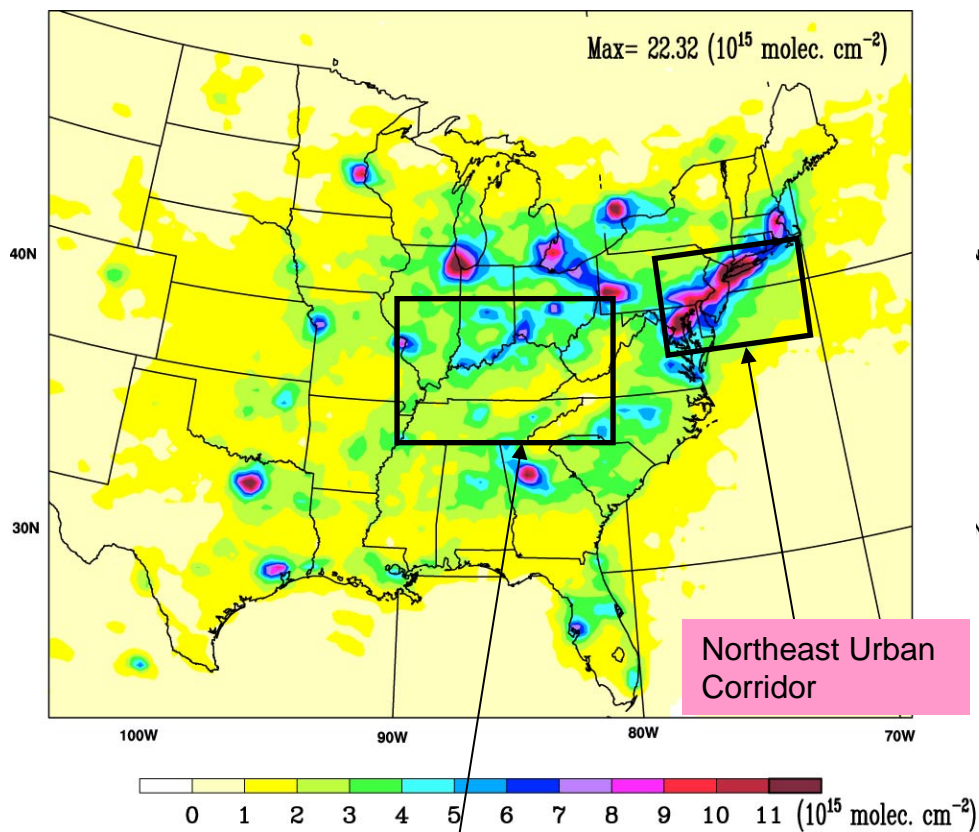 Max= 22.32 (10¹⁵ molec. cm⁻²)
40N
30N
Northeast Urban
Corridor
100W 90W 80W 70W
0 1 2 3 4 5 6 7 8 9 10 11 (10¹⁵ molec. cm⁻²)